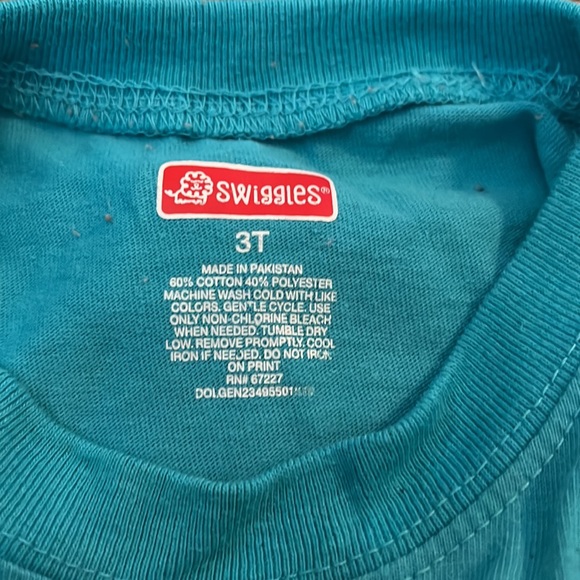 SWiggles®
3T
MADE IN PAKISTAN
60% COTTON 40% POLYESTER
MACHINE WASH COLD WITH LIKE
COLORS. GENTLE CYCLE. USE
ONLY NON-CHLORINE BLEACH
WHEN NEEDED. TUMBLE DRY
LOW. REMOVE PROMPTLY. COOL
IRON IF NEEDED. DO NOT IRON
ON PRINT
RN# 67227